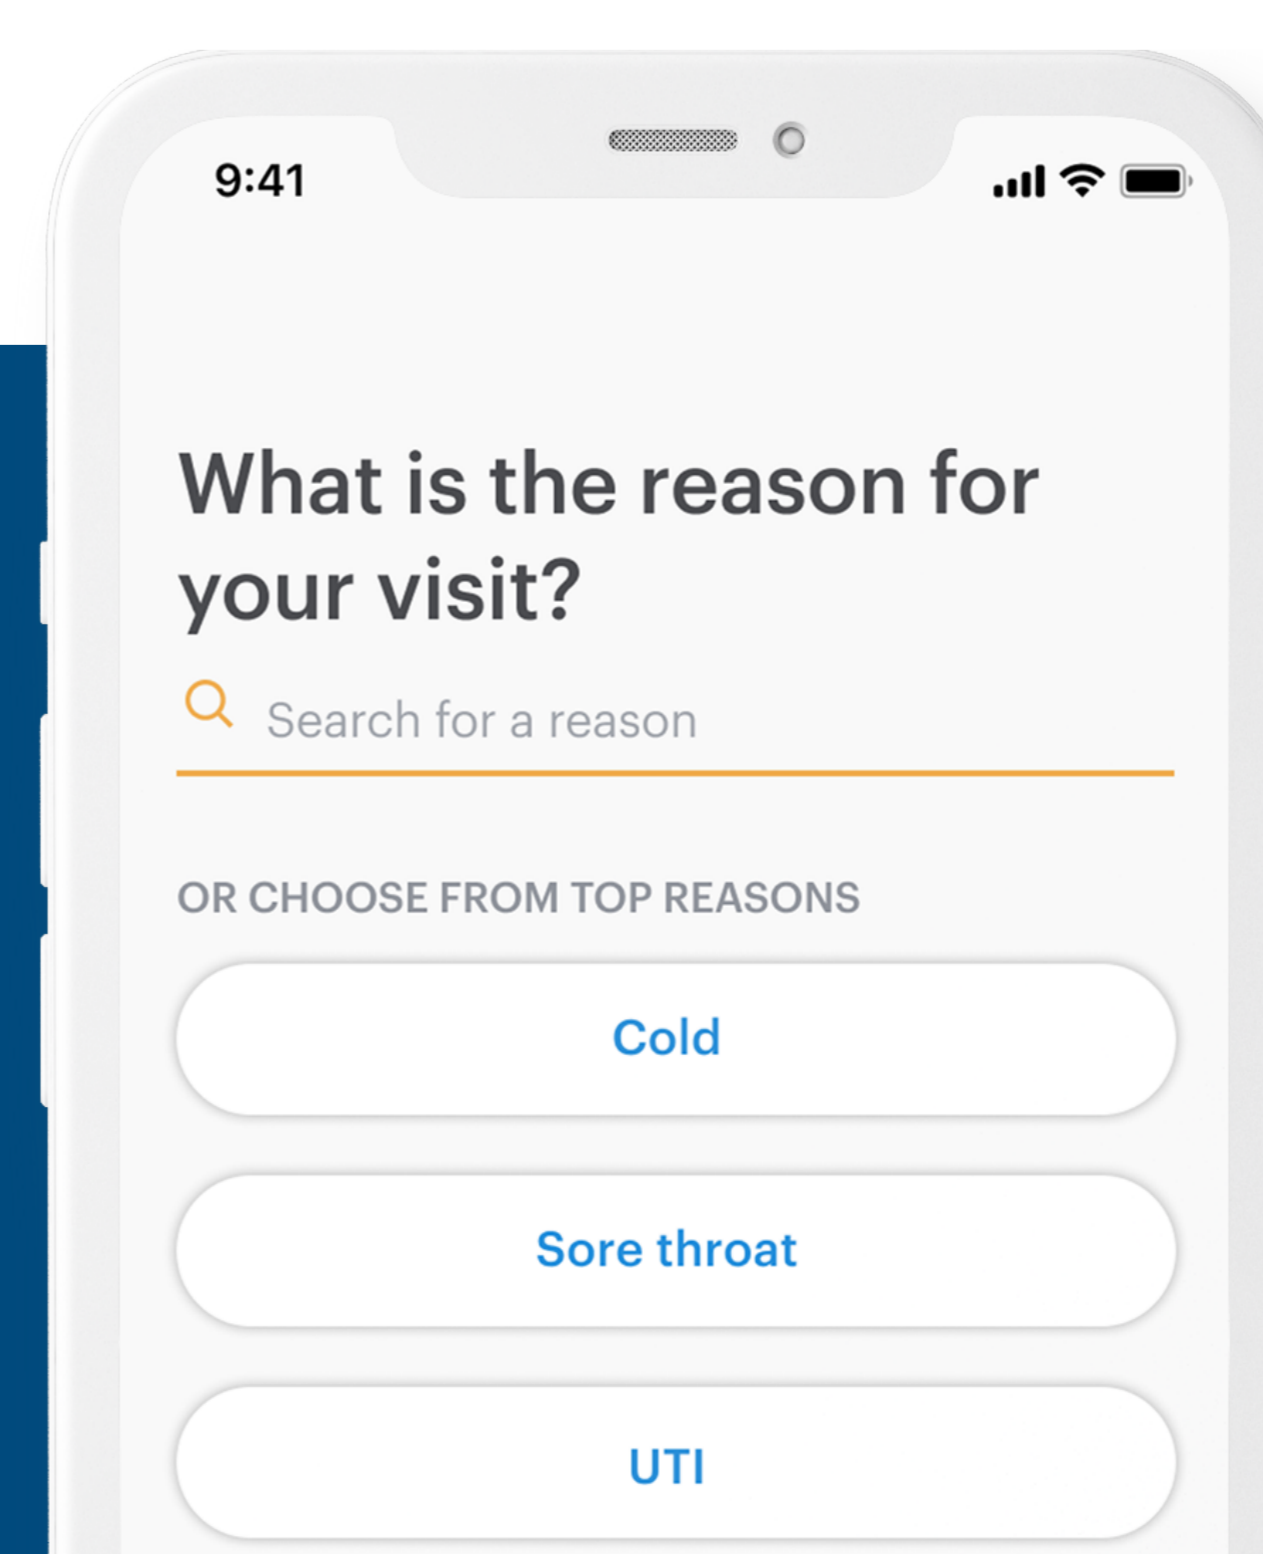 9:41
What is the reason for
your visit?
Search for a reason
OR CHOOSE FROM TOP REASONS
Cold
Sore throat
UTI